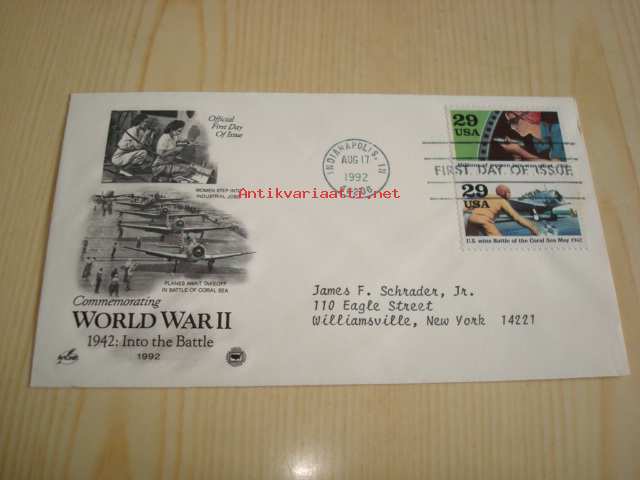 Official
First Day
Of Issue
WOMEN STEP INTO
INDUSTRIAL JOBS
PLANES AWAIT TAKEOFF
IN BATTLE OF CORAL SEA
Commemorating
WORLD WAR II
1942: Into the Battle
1992
INDIANAPOLIS, IN
AUG 17
1992
FIRST DAY OF ISSUE
29
USA
29
USA
U.S. wins Battle of the Coral Sea May 1942
Antikvariaatti.net
James F. Schrader, Jr.
110 Eagle Street
Williamsville, New York 14221